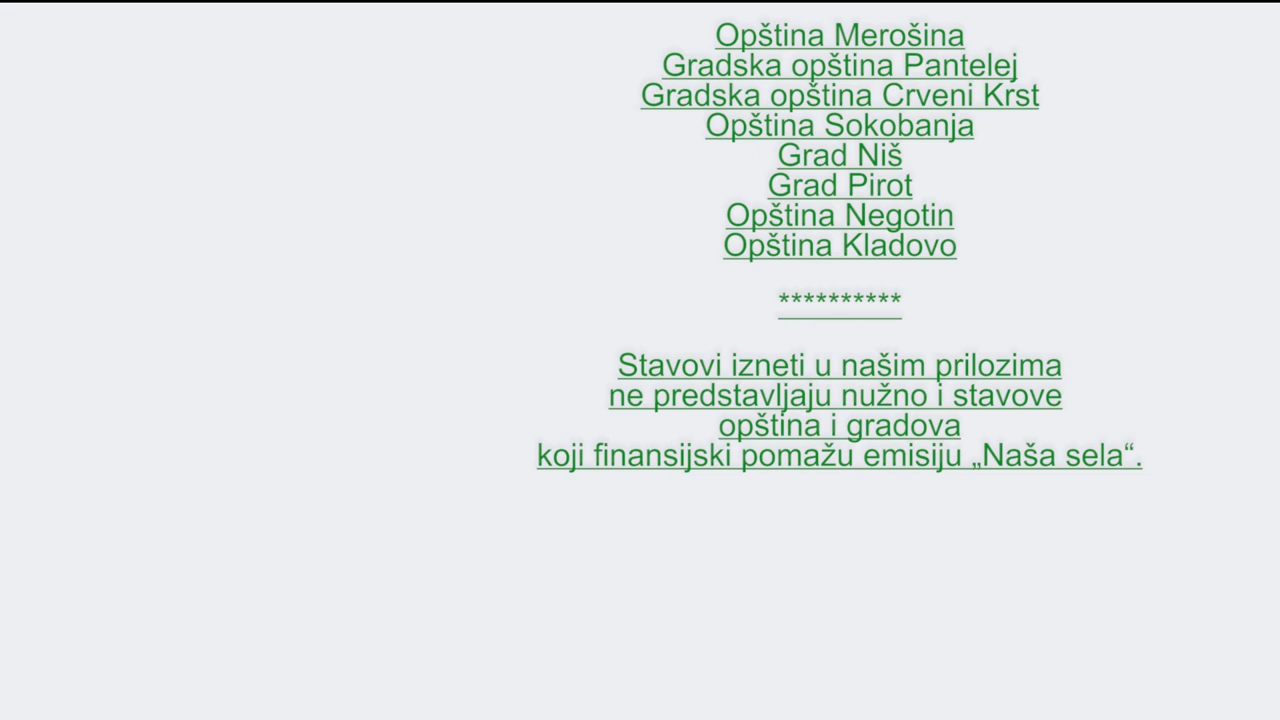 Opština Merošina
Gradska opština Pantelej
Gradska opština Crveni Krst
Opština Sokobanja
Grad Niš
Grad Pirot
Opština Negotin
Opština Kladovo
**********
Stavovi izneti u našim prilozima
ne predstavljaju nužno i stavove
opština i gradova
koji finansijski pomažu emisiju „Naša sela“.